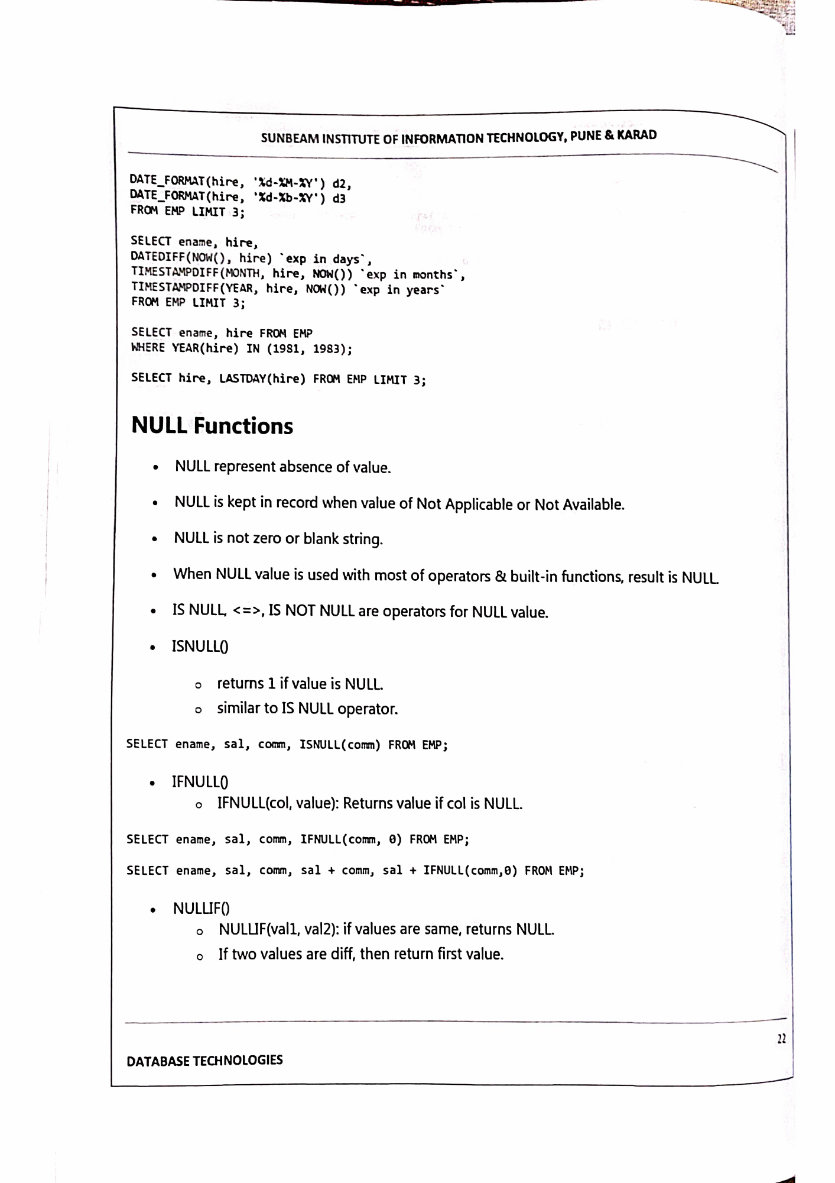 SUNBEAM INSTITUTE OF INFORMATION TECHNOLOGY, PUNE & KARAD
DATE_FORMAT(hire, '%d-%M-%Y') d2,
DATE_FORMAT(hire, '%d-%b-%Y') d3
FROM EMP LIMIT 3;
SELECT ename, hire,
DATEDIFF(NOW(), hire) `exp in days`,
TIMESTAMPDIFF(MONTH, hire, NOW()) `exp in months`,
TIMESTAMPDIFF(YEAR, hire, NOW()) `exp in years`
FROM EMP LIMIT 3;
SELECT ename, hire FROM EMP
WHERE YEAR(hire) IN (1981, 1983);
SELECT hire, LASTDAY(hire) FROM EMP LIMIT 3;
NULL Functions
• NULL represent absence of value.
• NULL is kept in record when value of Not Applicable or Not Available.
• NULL is not zero or blank string.
• When NULL value is used with most of operators & built-in functions, result is NULL.
• IS NULL, <=>, IS NOT NULL are operators for NULL value.
• ISNULL()
o returns 1 if value is NULL.
o similar to IS NULL operator.
SELECT ename, sal, comm, ISNULL(comm) FROM EMP;
• IFNULL()
o IFNULL(col, value): Returns value if col is NULL.
SELECT ename, sal, comm, IFNULL(comm, 0) FROM EMP;
SELECT ename, sal, comm, sal + comm, sal + IFNULL(comm,0) FROM EMP;
• NULLIF()
o NULLIF(val1, val2): if values are same, returns NULL.
o If two values are diff, then return first value.
22
DATABASE TECHNOLOGIES